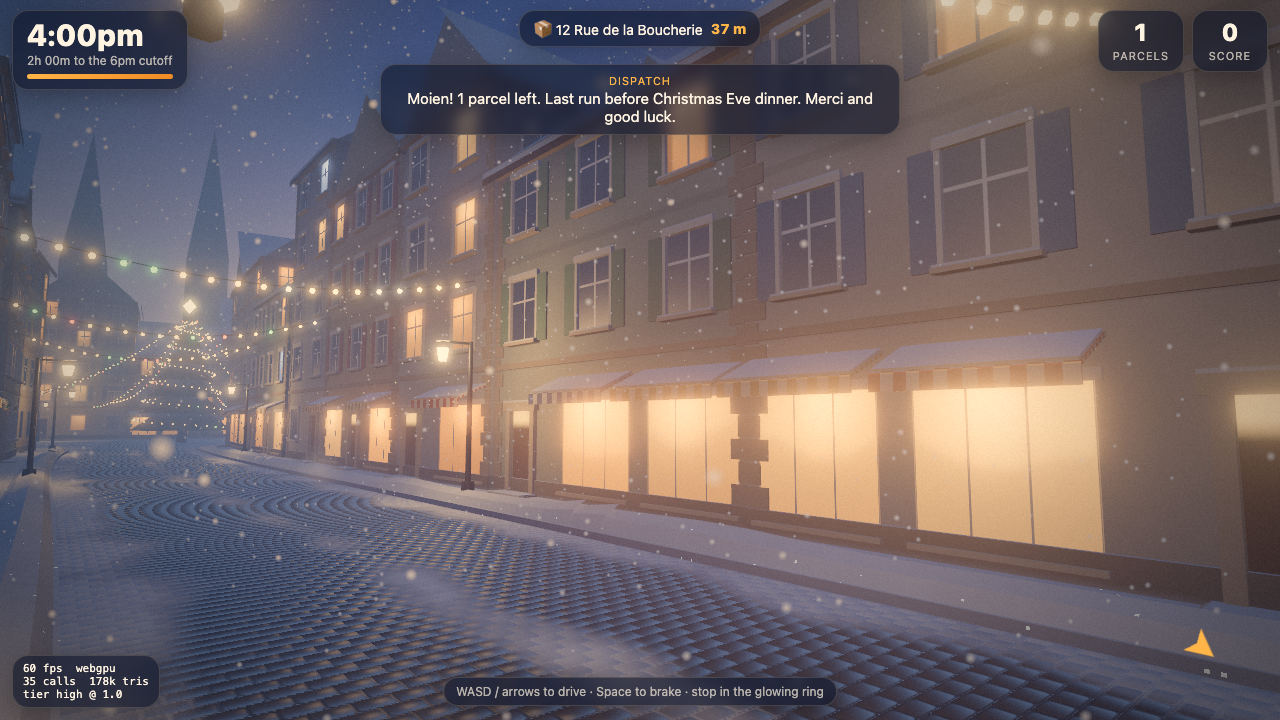 4:00pm
2h 00m to the 6pm cutoff
📦 12 Rue de la Boucherie 37 m
1
PARCELS
0
SCORE
DISPATCH
Moien! 1 parcel left. Last run before Christmas Eve dinner. Merci and
good luck.
60 fps webgpu
35 calls 178k tris
tier high @ 1.0
WASD / arrows to drive · Space to brake · stop in the glowing ring